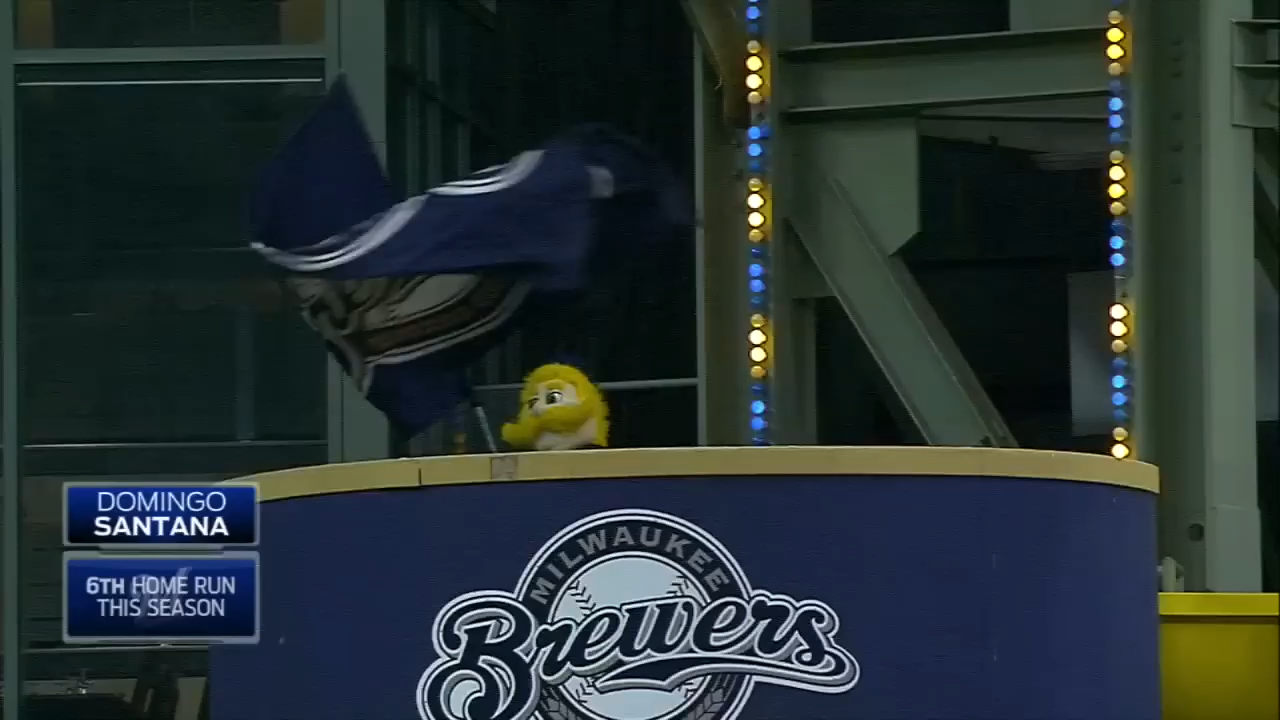 DOMINGO
SANTANA
6TH HOME RUN
THIS SEASON
MILWAUKEE
Brewers